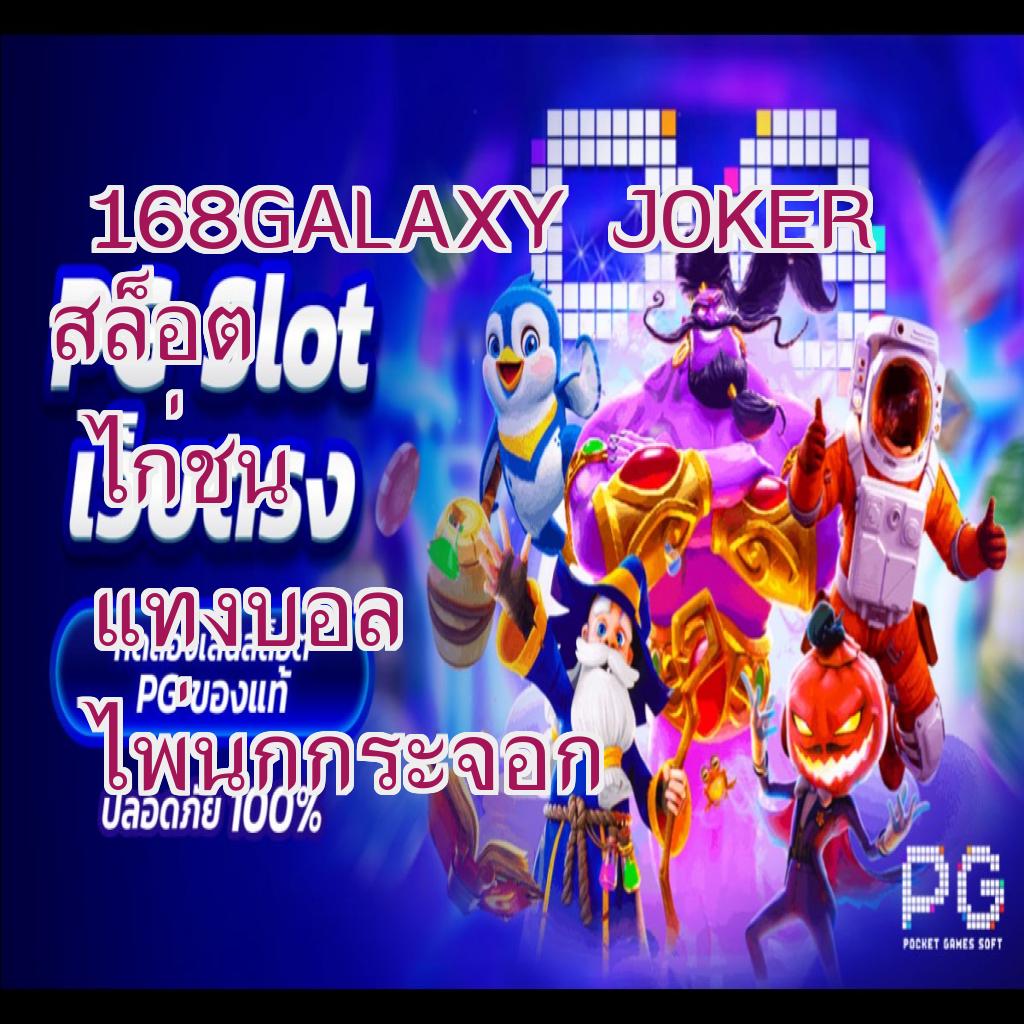 168GALAXY JOKER
สล็อต
PG Slot
ไก่ชน
เว็บตรง
แทงบอล
ทดลองเล่นสล็อต
PG ของแท้
ไพ่นกกระจอก
ปลอดภัย 100%
PG
POCKET GAMES SOFT